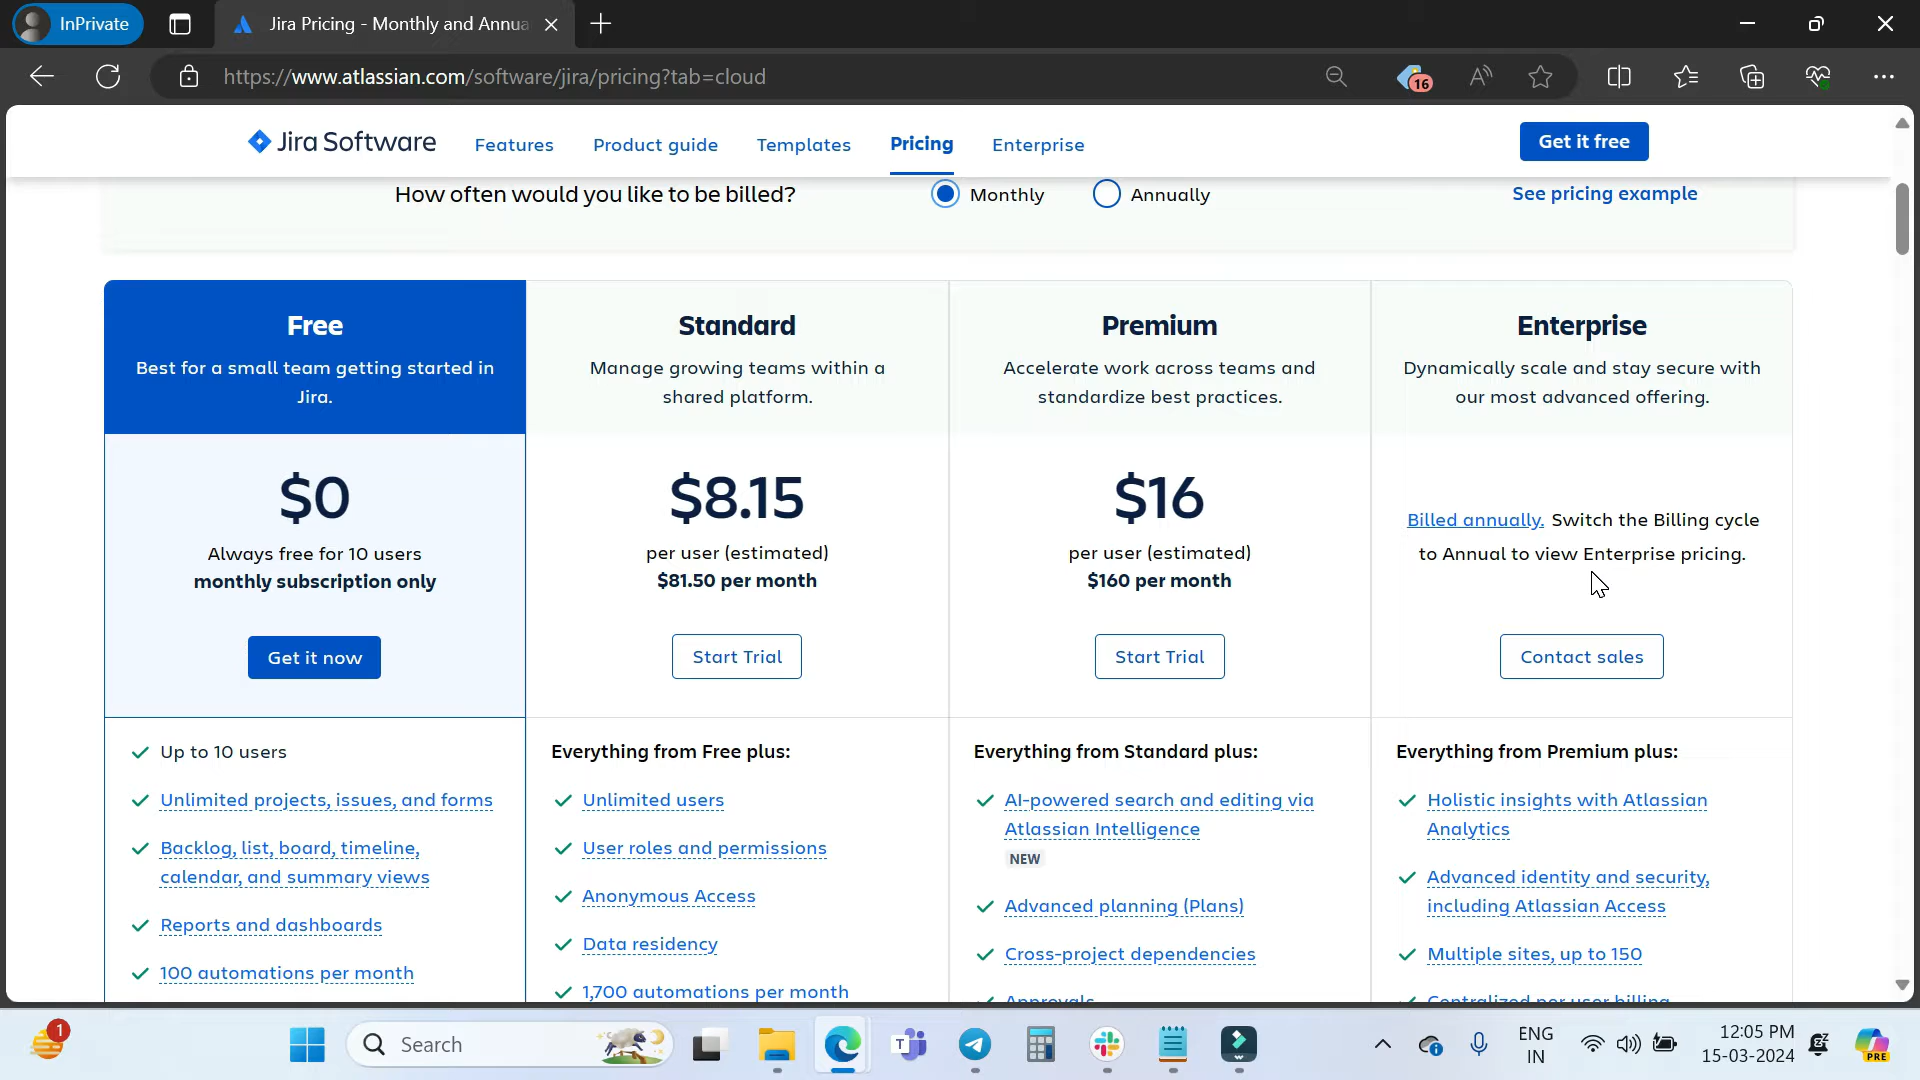 InPrivate
Jira Pricing - Monthly and Annua
https://www.atlassian.com/software/jira/pricing?tab=cloud
16
Jira Software
Features
Product guide
Templates
Pricing
Enterprise
Get it free
How often would you like to be billed?
Monthly
Annually
See pricing example
Free
Best for a small team getting started in
Jira.
$0
Always free for 10 users
monthly subscription only
Get it now
Up to 10 users
Unlimited projects, issues, and forms
Backlog, list, board, timeline,
calendar, and summary views
Reports and dashboards
100 automations per month
Standard
Manage growing teams within a
shared platform.
$8.15
per user (estimated)
$81.50 per month
Start Trial
Everything from Free plus:
Unlimited users
User roles and permissions
Anonymous Access
Data residency
1,700 automations per month
Premium
Accelerate work across teams and
standardize best practices.
$16
per user (estimated)
$160 per month
Start Trial
Everything from Standard plus:
AI-powered search and editing via
Atlassian Intelligence
NEW
Advanced planning (Plans)
Cross-project dependencies
Approvals
Enterprise
Dynamically scale and stay secure with
our most advanced offering.
Billed annually. Switch the Billing cycle
to Annual to view Enterprise pricing.
Contact sales
Everything from Premium plus:
Holistic insights with Atlassian
Analytics
Advanced identity and security,
including Atlassian Access
Multiple sites, up to 150
Centralized per user billing
1
Search
ENG
IN
12:05 PM
15-03-2024
PRE